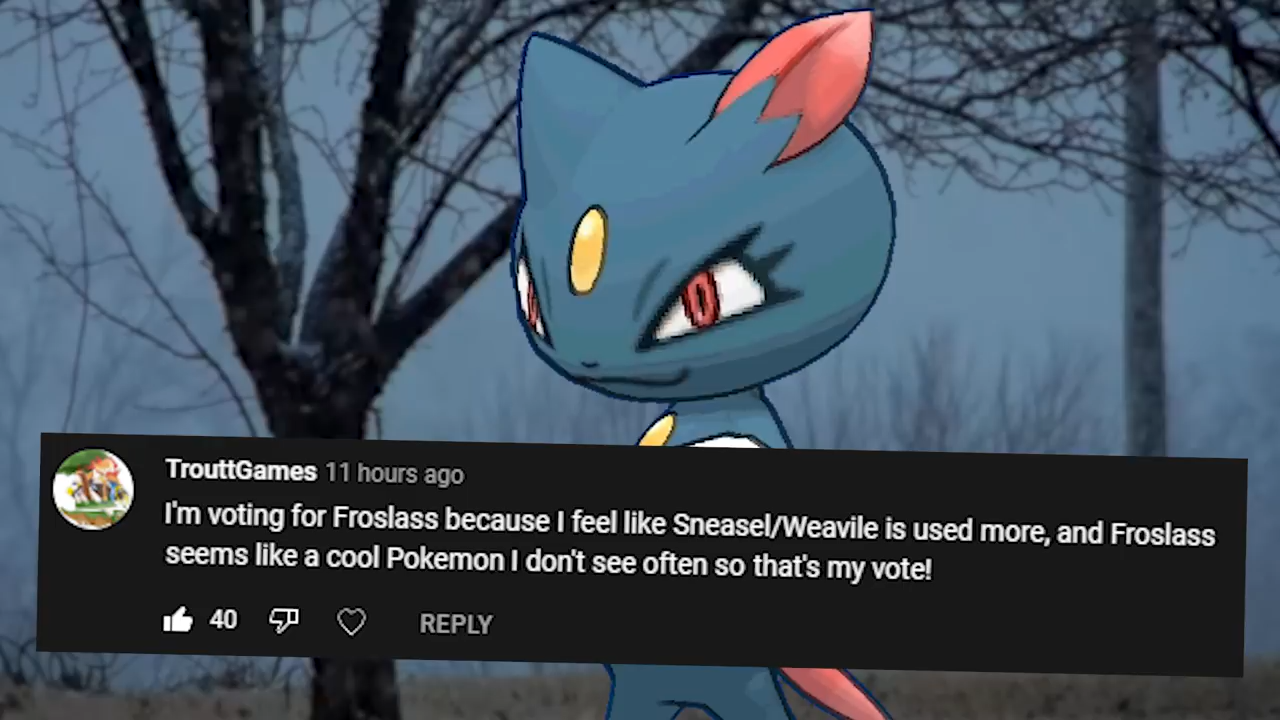 TrouttGames 11 hours ago
I'm voting for Froslass because I feel like Sneasel/Weavile is used more, and Froslass
seems like a cool Pokemon I don't see often so that's my vote!
40 REPLY